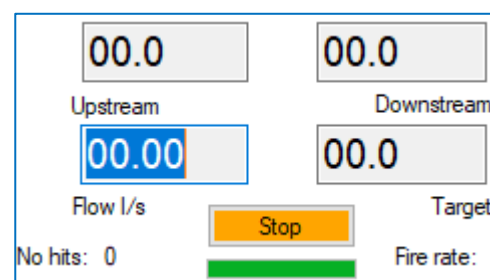 00.0 00.0
Upstream Downstream
00.00 00.0
Flow l/s Target
Stop
No hits: 0 Fire rate: